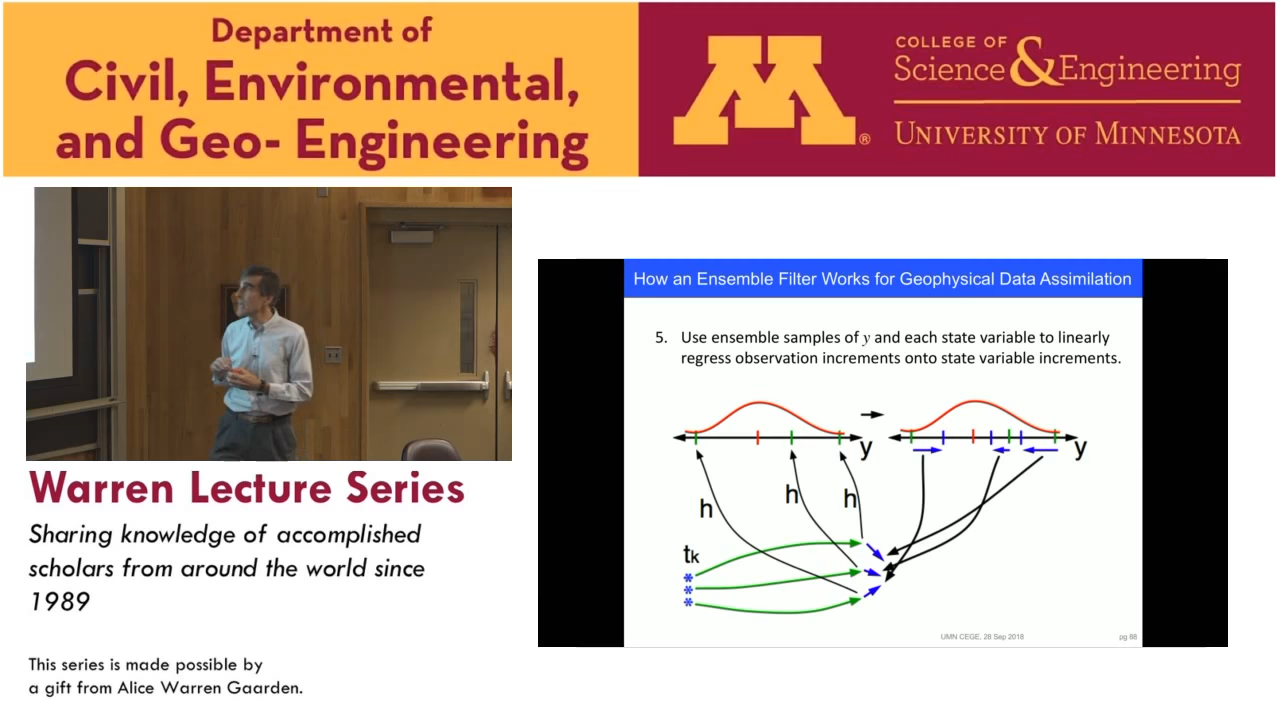 Department of
Civil, Environmental,
and Geo- Engineering
M
®
COLLEGE OF
Science & Engineering
UNIVERSITY OF MINNESOTA
Warren Lecture Series
Sharing knowledge of accomplished
scholars from around the world since
1989
This series is made possible by
a gift from Alice Warren Gaarden.
How an Ensemble Filter Works for Geophysical Data Assimilation
5. Use ensemble samples of y and each state variable to linearly
regress observation increments onto state variable increments.
y
y
h
h
h
tk
*
*
*
UMN CEGE, 28 Sep 2018
pg 86